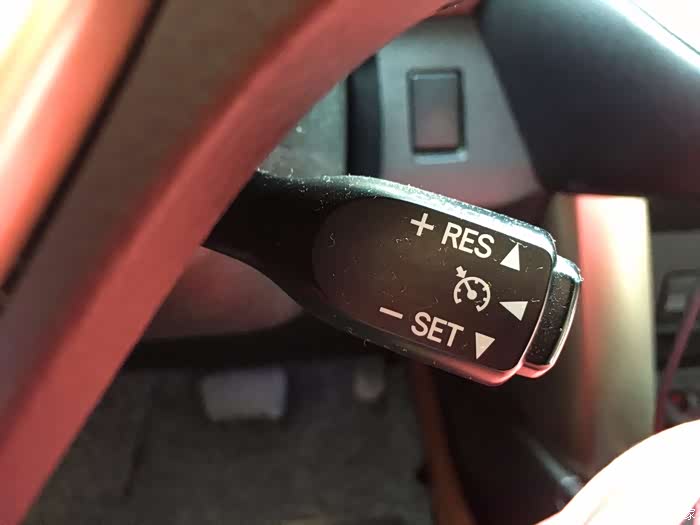 + RES ▲
◀
− SET ▼